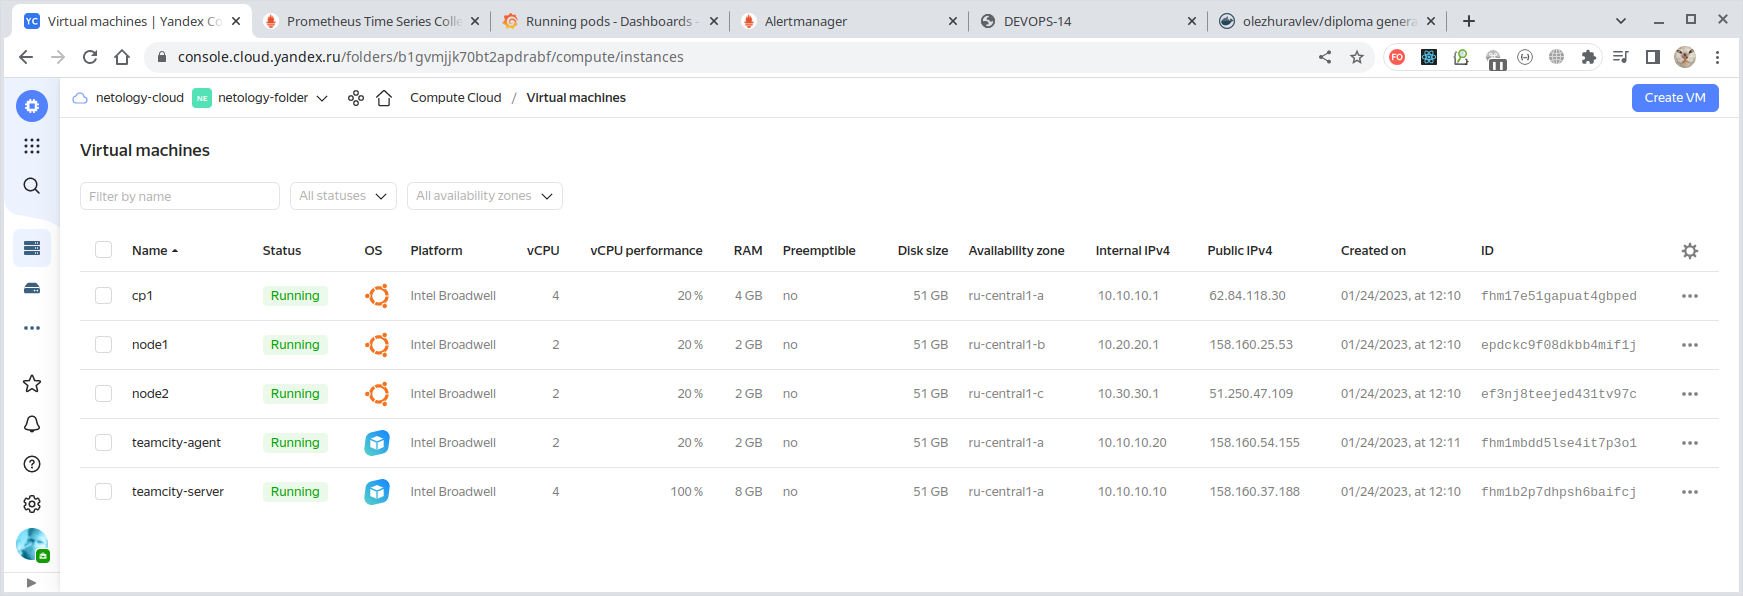 YC Virtual machines | Yandex Co
Prometheus Time Series Colle
Running pods - Dashboards -
Alertmanager
DEVOPS-14
olezhuravlev/diploma genera
console.cloud.yandex.ru/folders/b1gvmjjk70bt2apdrabf/compute/instances
FO
netology-cloud NE netology-folder Compute Cloud / Virtual machines Create VM
Virtual machines
Filter by name All statuses All availability zones
Name Status OS Platform vCPU vCPU performance RAM Preemptible Disk size Availability zone Internal IPv4 Public IPv4 Created on ID
cp1 Running Intel Broadwell 4 20 % 4 GB no 51 GB ru-central1-a 10.10.10.1 62.84.118.30 01/24/2023, at 12:10 fhm17e51gapuat4gbped
node1 Running Intel Broadwell 2 20 % 2 GB no 51 GB ru-central1-b 10.20.20.1 158.160.25.53 01/24/2023, at 12:10 epdckc9f08dkbb4mif1j
node2 Running Intel Broadwell 2 20 % 2 GB no 51 GB ru-central1-c 10.30.30.1 51.250.47.109 01/24/2023, at 12:10 ef3nj8teejed431tv97c
teamcity-agent Running Intel Broadwell 2 20 % 2 GB no 51 GB ru-central1-a 10.10.10.20 158.160.54.155 01/24/2023, at 12:11 fhm1mbdd5lse4it7p3o1
teamcity-server Running Intel Broadwell 4 100 % 8 GB no 51 GB ru-central1-a 10.10.10.10 158.160.37.188 01/24/2023, at 12:10 fhm1b2p7dhpsh6baifcj